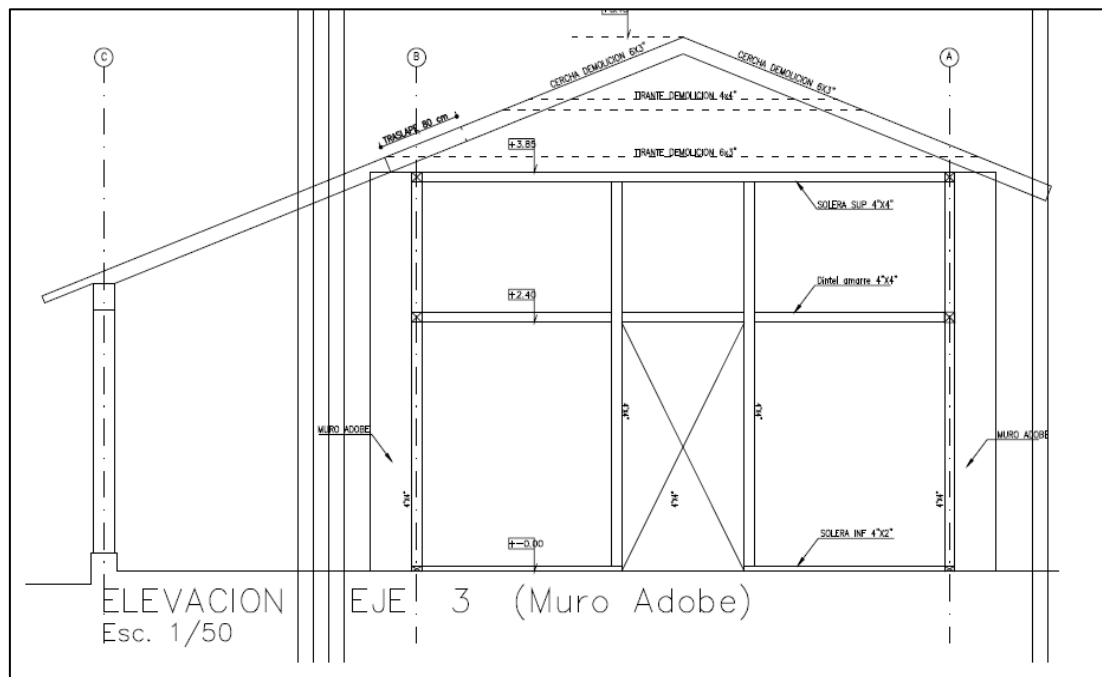 C
B
A
CERCHA DEMOLICION 6X3"
CERCHA DEMOLICION 6X3"
TIRANTE DEMOLICION 4x4"
TRASLAPE 80 cm
+3.85
TIRANTE DEMOLICION 6x3"
SOLERA SUP 4"X4"
Dintel amarre 4"X4"
+2.40
4"x4"
4"x4"
MURO ADOBE
MURO ADOBE
4"x4"
4"x4"
4"x4"
SOLERA INF 4"X2"
+-0.00
ELEVACION EJE 3 (Muro Adobe)
Esc. 1/50